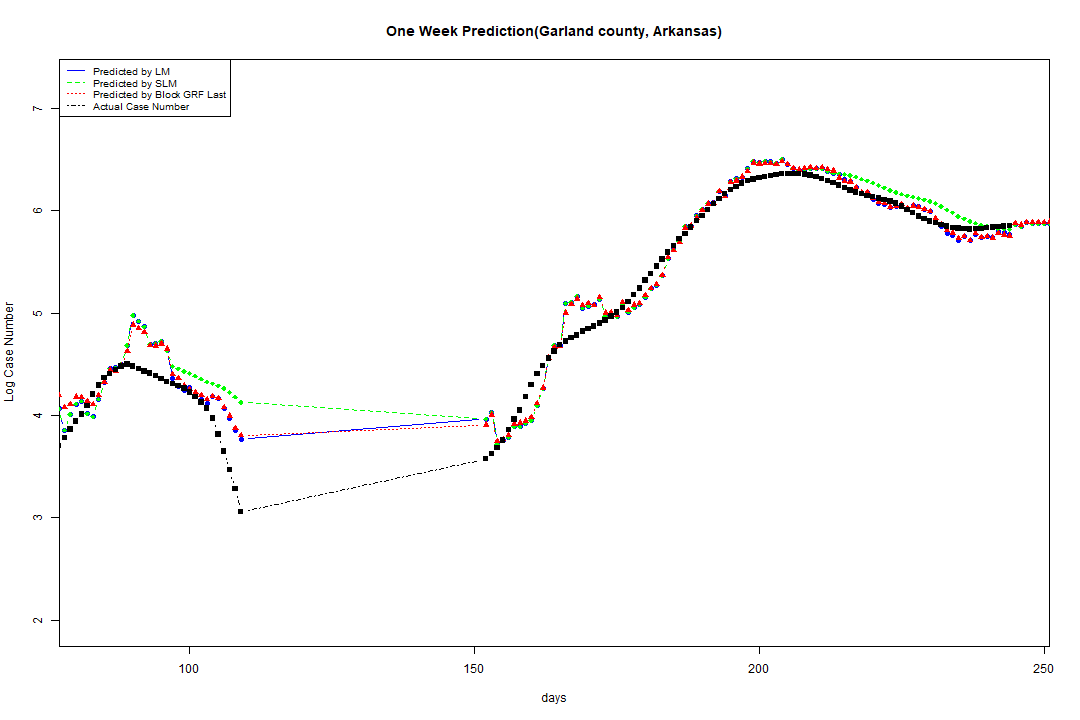 One Week Prediction(Garland county, Arkansas)
Predicted by LM
Predicted by SLM
Predicted by Block GRF Last
Actual Case Number
Log Case Number
7
6
5
4
3
2
100 150 200 250
days